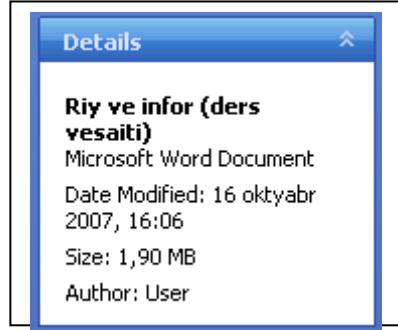 Details
Riy ve infor (ders
vesaiti)
Microsoft Word Document
Date Modified: 16 oktyabr
2007, 16:06
Size: 1,90 MB
Author: User